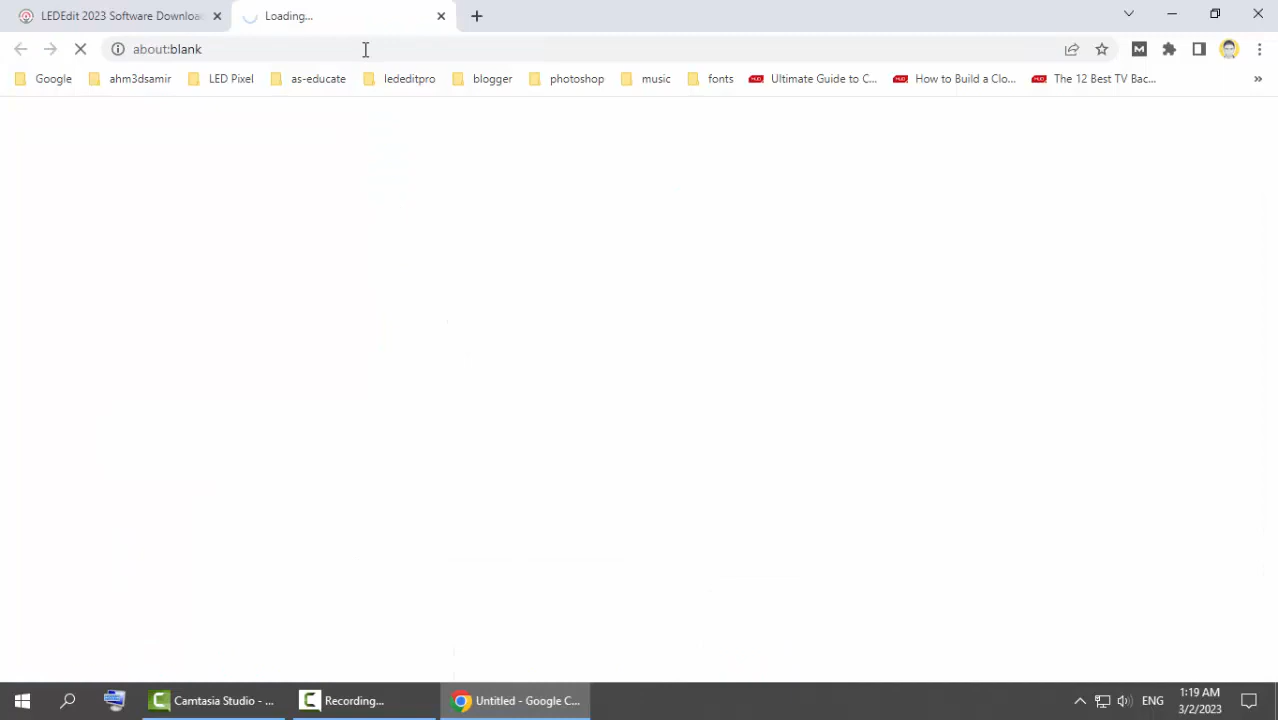 LEDEdit 2023 Software Downloa
Loading...
about:blank
Google
ahm3dsamir
LED Pixel
as-educate
lededitpro
blogger
photoshop
music
fonts
Ultimate Guide to C...
How to Build a Clo...
The 12 Best TV Bac...
»
Camtasia Studio - ...
Recording...
Untitled - Google C...
ENG
1:19 AM
3/2/2023